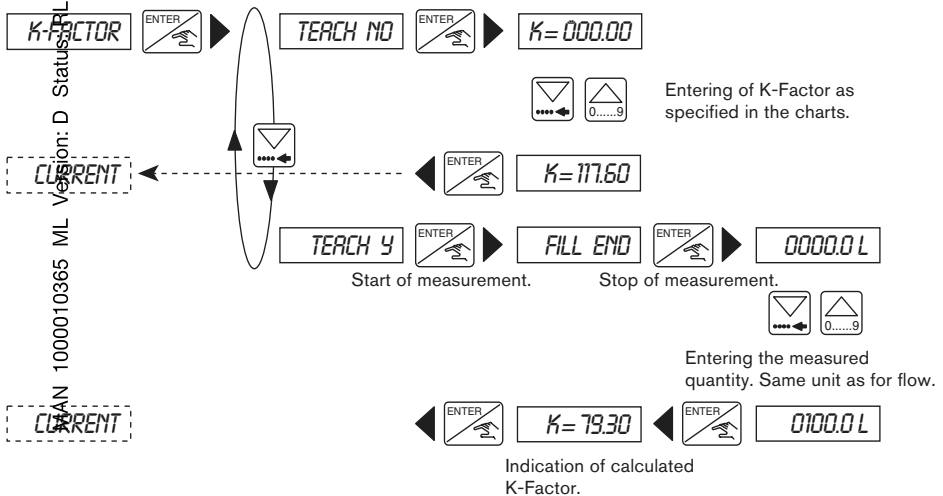 K-FACTOR ENTER TEACH NO ENTER K= 000.00
0......9
Entering of K-Factor as
specified in the charts.
CURRENT ENTER K= 117.60
TEACH Y ENTER FILL END ENTER 0000.0 L
Start of measurement. Stop of measurement.
0......9
Entering the measured
quantity. Same unit as for flow.
CURRENT ENTER K= 79.30 ENTER 0100.0 L
Indication of calculated
K-Factor.
MAN 1000010365 ML Version: D Status: RL